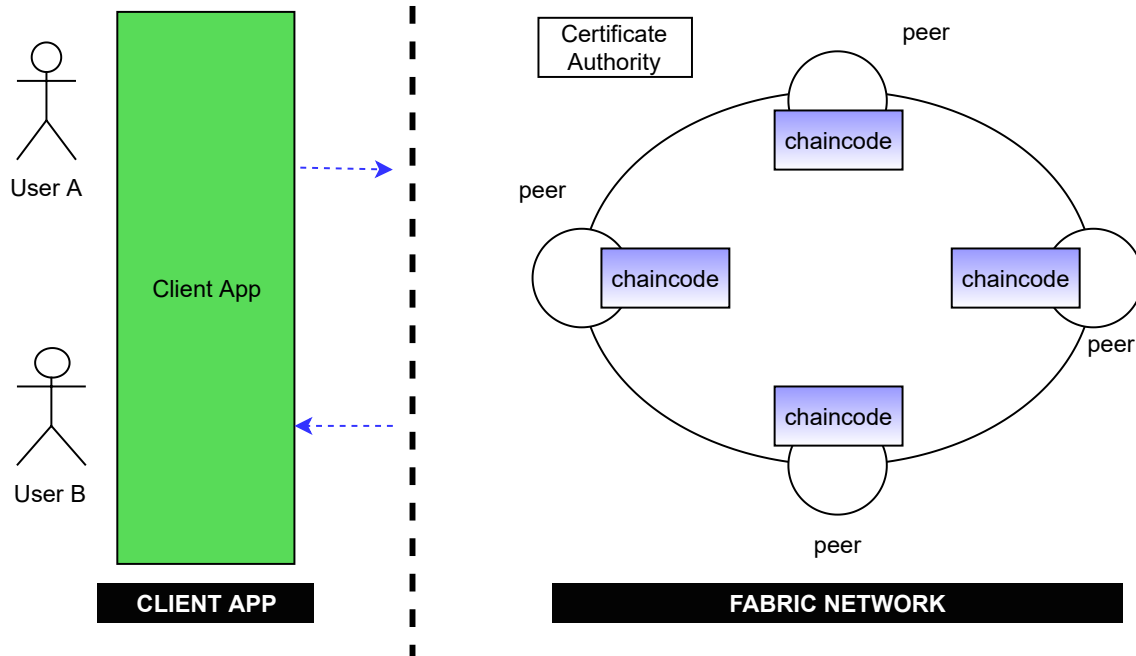 Certificate
Authority
peer
chaincode
User A
peer
Client App
chaincode
chaincode
peer
chaincode
User B
peer
CLIENT APP
FABRIC NETWORK